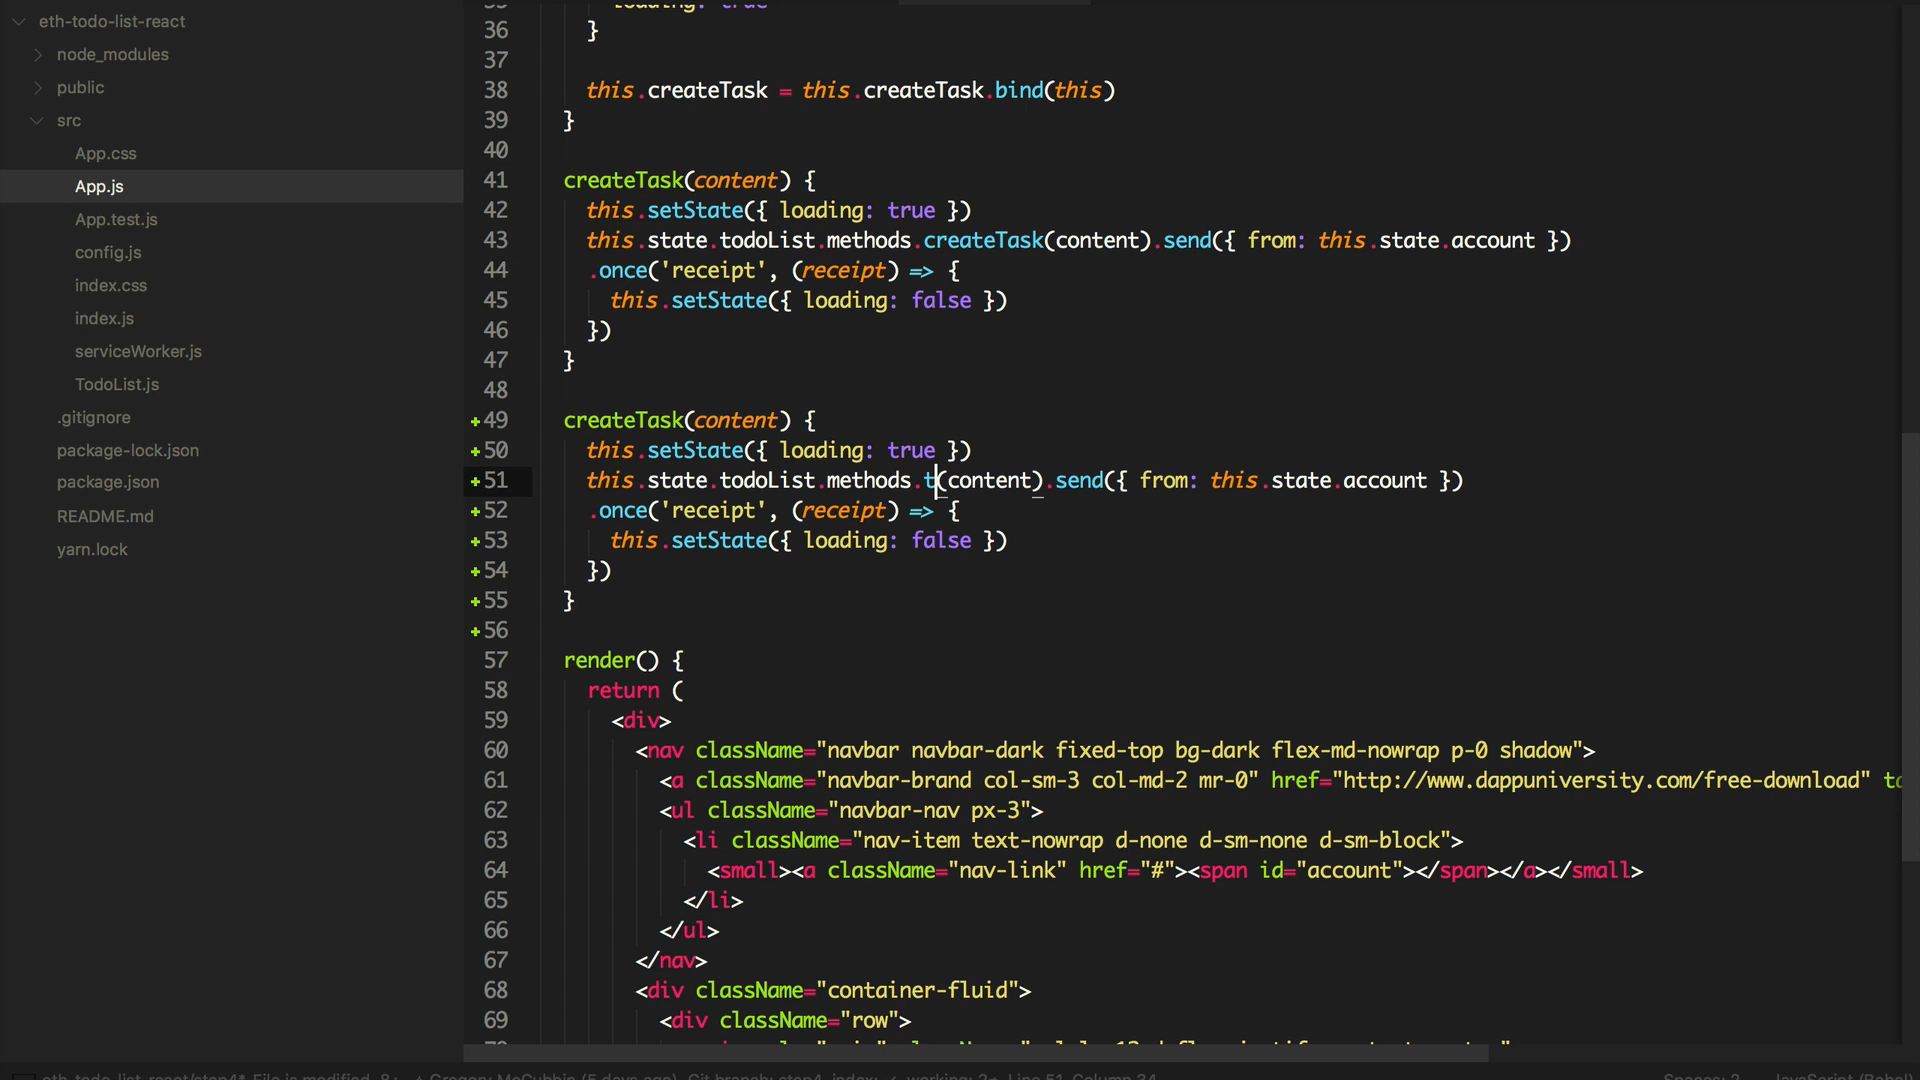 eth-todo-list-react
node_modules
public
src
App.css
App.js
App.test.js
config.js
index.css
index.js
serviceWorker.js
TodoList.js
.gitignore
package-lock.json
package.json
README.md
yarn.lock
35 loading: true
36 }
37
38 this.createTask = this.createTask.bind(this)
39 }
40
41 createTask(content) {
42 this.setState({ loading: true })
43 this.state.todoList.methods.createTask(content).send({ from: this.state.account })
44 .once('receipt', (receipt) => {
45 this.setState({ loading: false })
46 })
47 }
48
+49 createTask(content) {
+50 this.setState({ loading: true })
+51 this.state.todoList.methods.t(content).send({ from: this.state.account })
+52 .once('receipt', (receipt) => {
+53 this.setState({ loading: false })
+54 })
+55 }
+56
57 render() {
58 return (
59 <div>
60 <nav className="navbar navbar-dark fixed-top bg-dark flex-md-nowrap p-0 shadow">
61 <a className="navbar-brand col-sm-3 col-md-2 mr-0" href="http://www.dappuniversity.com/free-download" ta
62 <ul className="navbar-nav px-3">
63 <li className="nav-item text-nowrap d-none d-sm-none d-sm-block">
64 <small><a className="nav-link" href="#"><span id="account"></span></a></small>
65 </li>
66 </ul>
67 </nav>
68 <div className="container-fluid">
69 <div className="row">